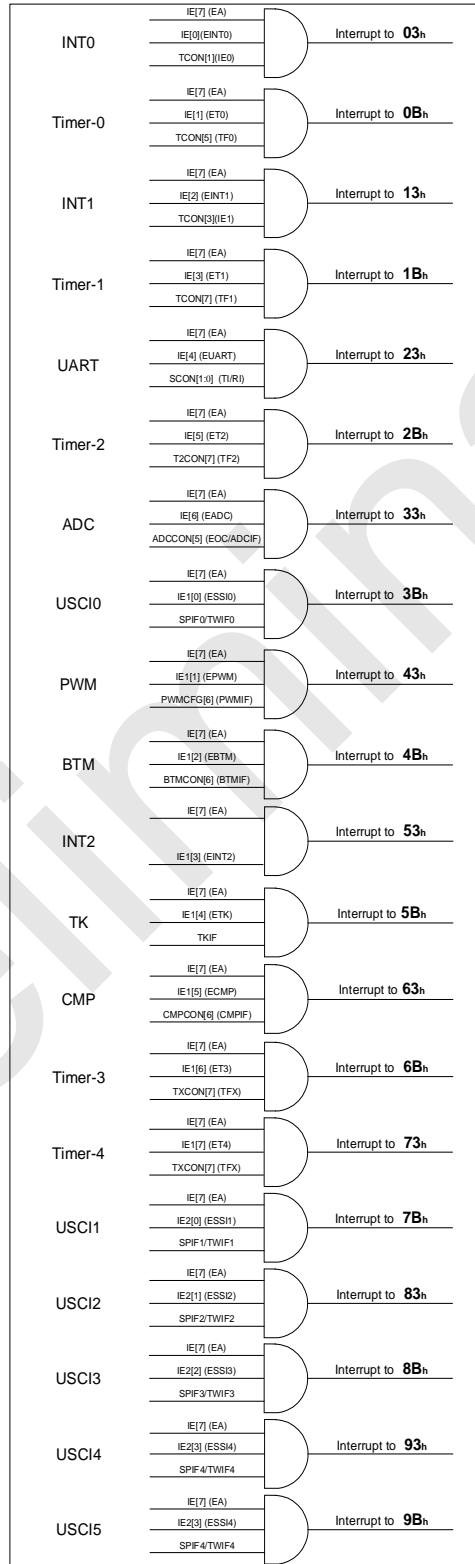 IE[7] (EA)
INT0 IE[0](EINT0) Interrupt to 03h
TCON[1](IE0)
IE[7] (EA)
Timer-0 IE[1] (ET0) Interrupt to 0Bh
TCON[5] (TF0)
IE[7] (EA)
INT1 IE[2] (EINT1) Interrupt to 13h
TCON[3](IE1)
IE[7] (EA)
Timer-1 IE[3] (ET1) Interrupt to 1Bh
TCON[7] (TF1)
IE[7] (EA)
UART IE[4] (EUART) Interrupt to 23h
SCON[1:0] (TI/RI)
IE[7] (EA)
Timer-2 IE[5] (ET2) Interrupt to 2Bh
T2CON[7] (TF2)
IE[7] (EA)
ADC IE[6] (EADC) Interrupt to 33h
ADCCON[5] (EOC/ADCIF)
IE[7] (EA)
USCI0 IE1[0] (ESSI0) Interrupt to 3Bh
SPIF0/TWIF0
IE[7] (EA)
PWM IE1[1] (EPWM) Interrupt to 43h
PWMCFG[6] (PWMIF)
IE[7] (EA)
BTM IE1[2] (EBTM) Interrupt to 4Bh
BTMCON[6] (BTMIF)
IE[7] (EA)
INT2 Interrupt to 53h
IE1[3] (EINT2)
IE[7] (EA)
TK IE1[4] (ETK) Interrupt to 5Bh
TKIF
IE[7] (EA)
CMP IE1[5] (ECMP) Interrupt to 63h
CMPCON[6] (CMPIF)
IE[7] (EA)
Timer-3 IE1[6] (ET3) Interrupt to 6Bh
TXCON[7] (TFX)
IE[7] (EA)
Timer-4 IE1[7] (ET4) Interrupt to 73h
TXCON[7] (TFX)
IE[7] (EA)
USCI1 IE2[0] (ESSI1) Interrupt to 7Bh
SPIF1/TWIF1
IE[7] (EA)
USCI2 IE2[1] (ESSI2) Interrupt to 83h
SPIF2/TWIF2
IE[7] (EA)
USCI3 IE2[2] (ESSI3) Interrupt to 8Bh
SPIF3/TWIF3
IE[7] (EA)
USCI4 IE2[3] (ESSI4) Interrupt to 93h
SPIF4/TWIF4
IE[7] (EA)
USCI5 IE2[3] (ESSI4) Interrupt to 9Bh
SPIF4/TWIF4
elimina